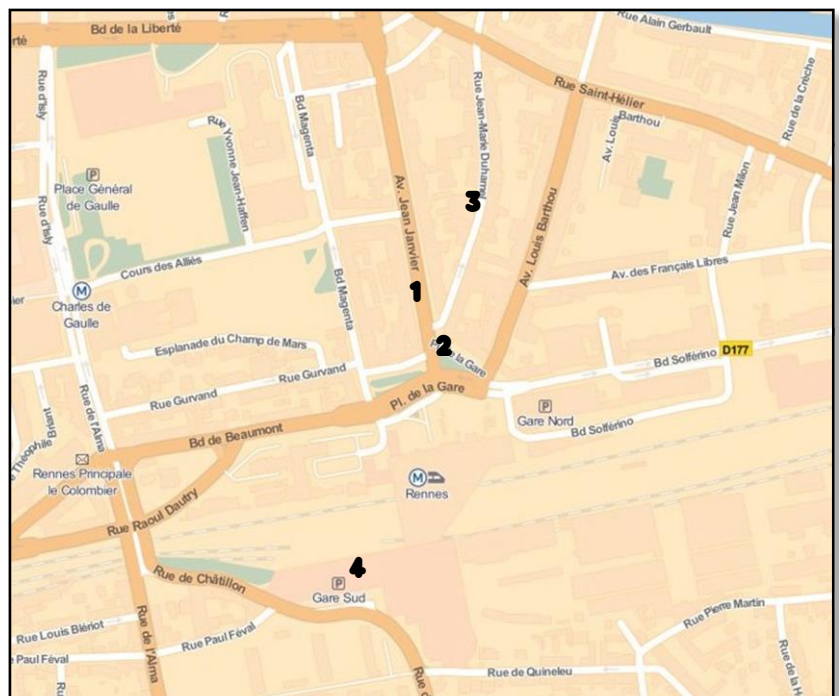 Bd de la Liberté
rté
Rue Alain Gerbault
Rue Saint-Hélier
Rue de la Crèche
Rue d'Isly
Bd Magenta
Rue Jean-Marie Duhamel
Av. Louis Barthou
Rue Yvonne Jean-Haffen
P
Place Général
de Gaulle
Av. Jean Janvier
3
Rue Jean Milon
Rue d'Isly
Av. Louis Barthou
Cours des Alliés
Bd Magenta
Av. des Français Libres
M
Charles de
Gaulle
1
Esplanade du Champ de Mars
2
la Gare
Bd Solférino
D177
Rue Gurvand
Rue Gurvand
Pl. de la Gare
Rue de l'Alma
Briant
Théophile
Bd de Beaumont
P
Gare Nord
Bd Solférino
Rennes Principale
le Colombier
M
Rennes
Rue Raoul Dautry
4
Rue de Châtillon
P
Gare Sud
Rue Louis Blériot
Rue Paul Féval
Paul Féval
Rue de l'Alma
Rue Pierre Martin
Rue de Quineleu